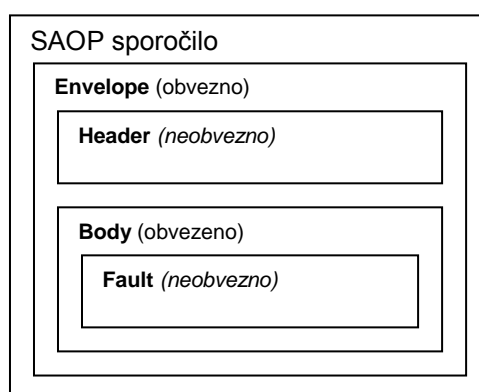 SAOP sporočilo
Envelope (obvezno)
Header (neobvezno)
Body (obvezeno)
Fault (neobvezno)